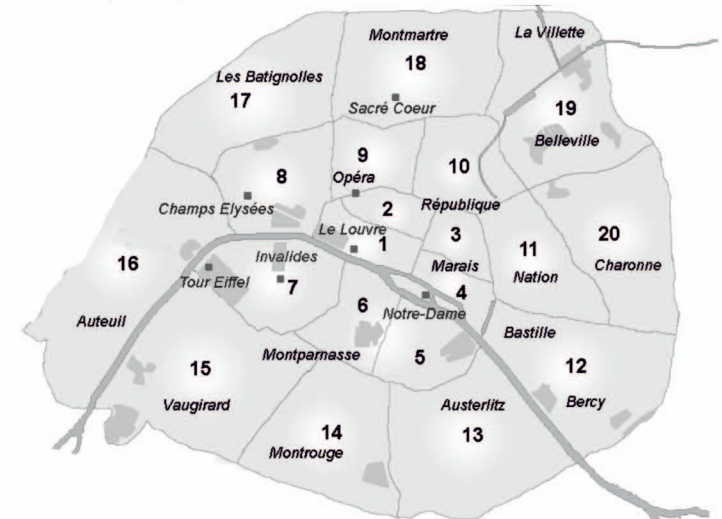 La Villette
Montmartre
18
Les Batignolles
17
Sacré Coeur
19
Belleville
9
8
10
Opéra
Champs Elysées
2
République
Le Louvre
1
3
11
20
16
Invalides
Marais
Nation
Charonne
Tour Eiffel
7
4
Notre-Dame
6
Auteuil
Bastille
Montparnasse
5
12
15
Vaugirard
Austerlitz
Bercy
14
13
Montrouge